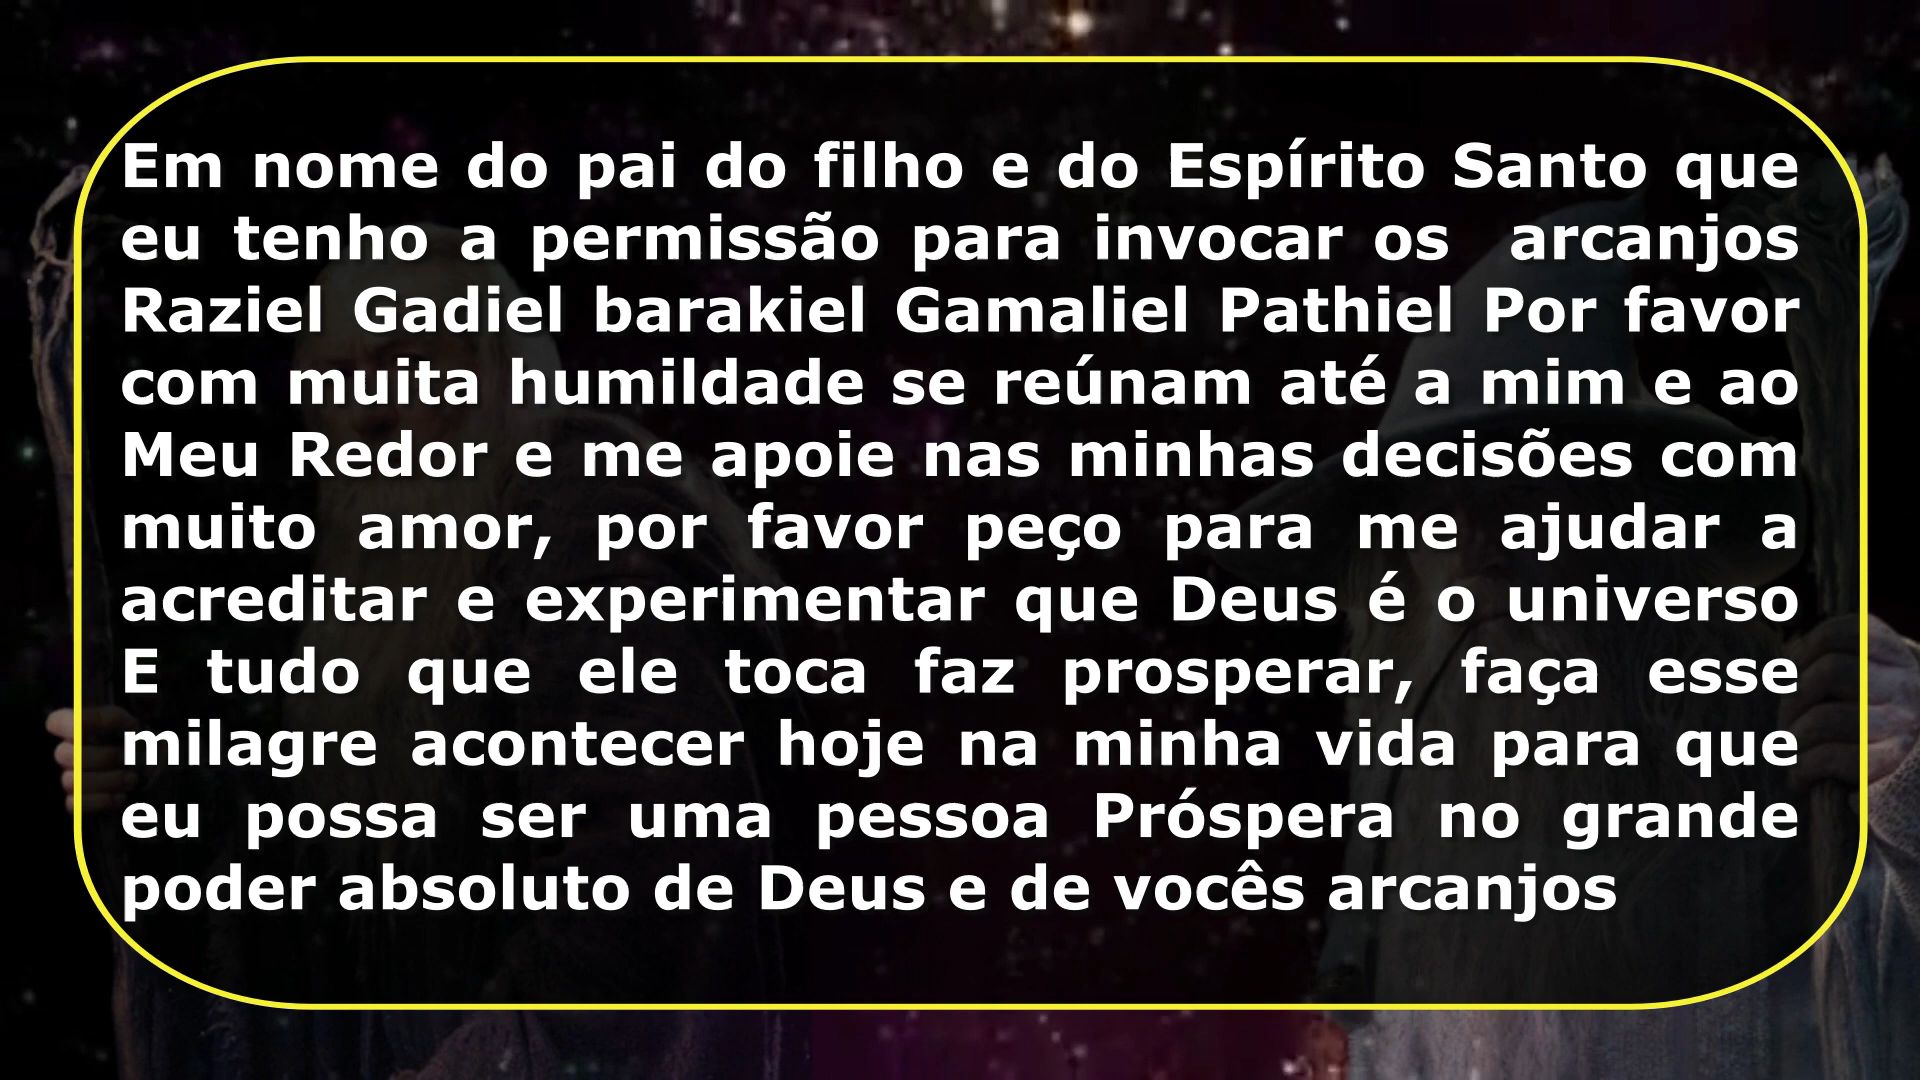 Em nome do pai do filho e do Espírito Santo que
eu tenho a permissão para invocar os  arcanjos
Raziel Gadiel barakiel Gamaliel Pathiel Por favor
com muita humildade se reúnam até a mim e ao
Meu Redor e me apoie nas minhas decisões com
muito amor, por favor peço para me ajudar a
acreditar e experimentar que Deus é o universo
E tudo que ele toca faz prosperar, faça esse
milagre acontecer hoje na minha vida para que
eu possa ser uma pessoa Próspera no grande
poder absoluto de Deus e de vocês arcanjos